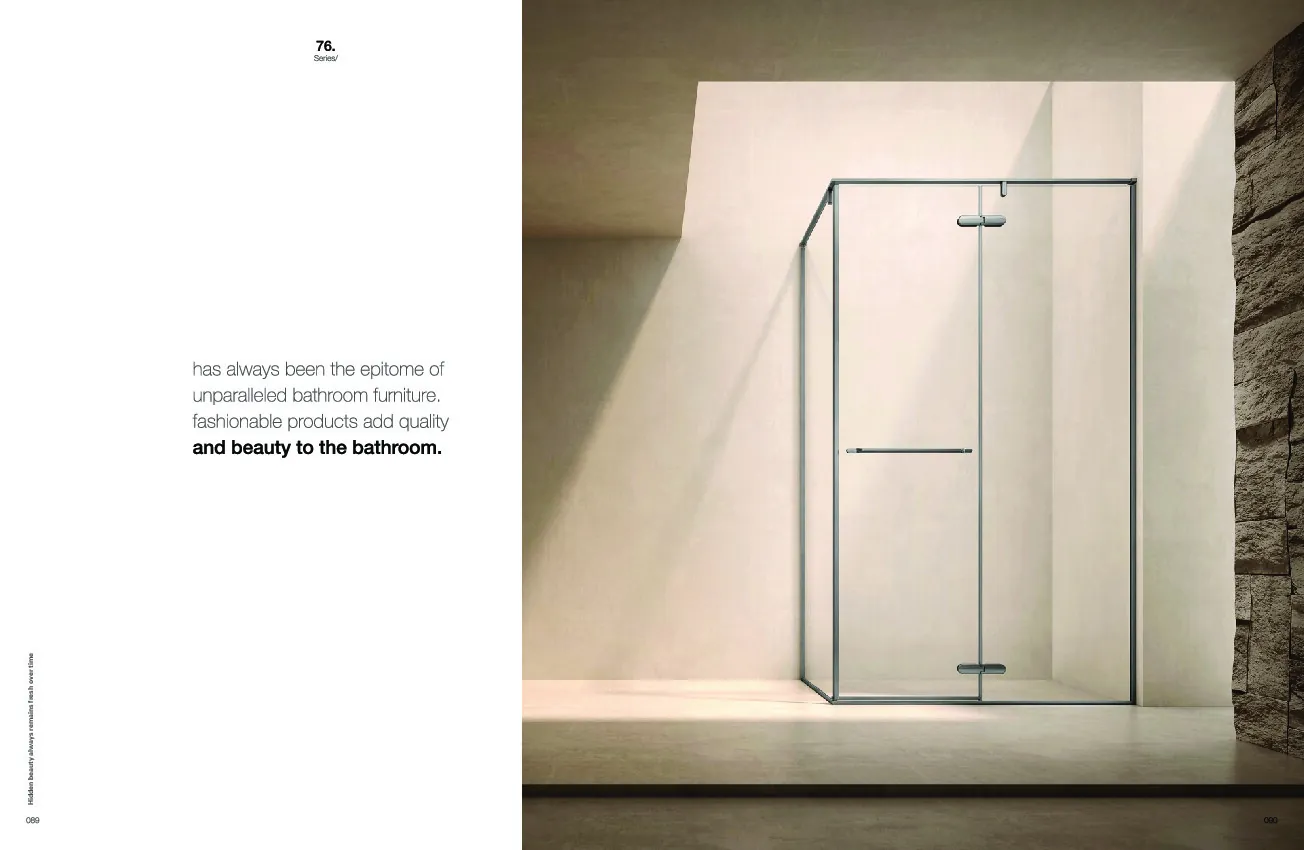 76.
Series/
has always been the epitome of
unparalleled bathroom furniture.
fashionable products add quality
and beauty to the bathroom.
Hidden beauty always remains fresh over time
089